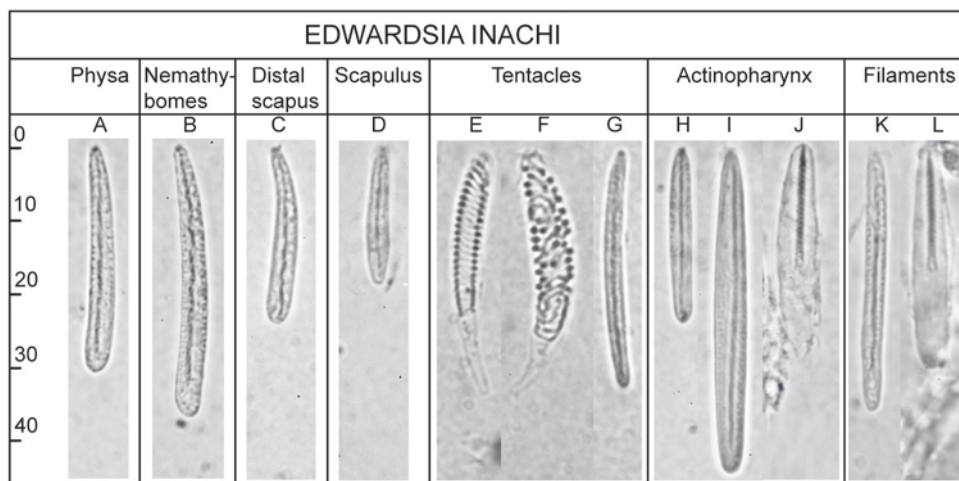 EDWARDSIA INACHI
Physa Nemathy- Distal Scapulus Tentacles Actinopharynx Filaments
bomes scapus
0 A B C D E F G H I J K L
10
20
30
40